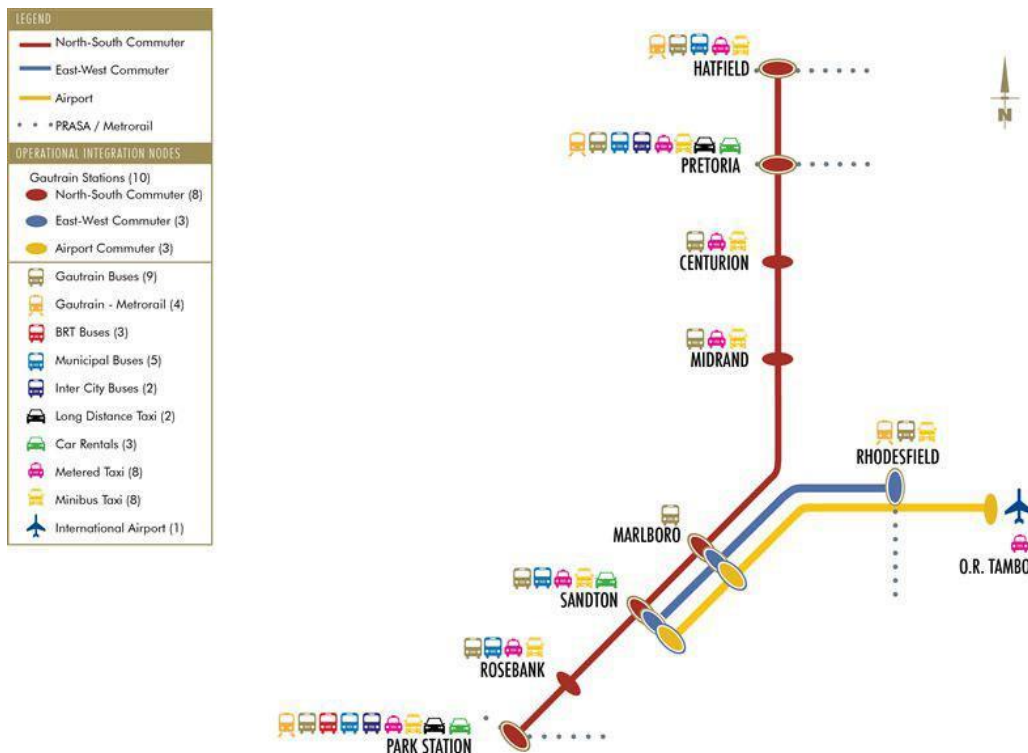 LEGEND
North-South Commuter
East-West Commuter
Airport
PRASA / Metrorail
OPERATIONAL INTEGRATION NODES
Gautrain Stations (10)
North-South Commuter (8)
East-West Commuter (3)
Airport Commuter (3)
Gautrain Buses (9)
Gautrain - Metrorail (4)
BRT Buses (3)
Municipal Buses (5)
Inter City Buses (2)
Long Distance Taxi (2)
Car Rentals (3)
Metered Taxi (8)
Minibus Taxi (8)
International Airport (1)
HATFIELD
N
PRETORIA
CENTURION
MIDRAND
RHODESFIELD
MARLBORO
O.R. TAMBO
SANDTON
ROSEBANK
PARK STATION